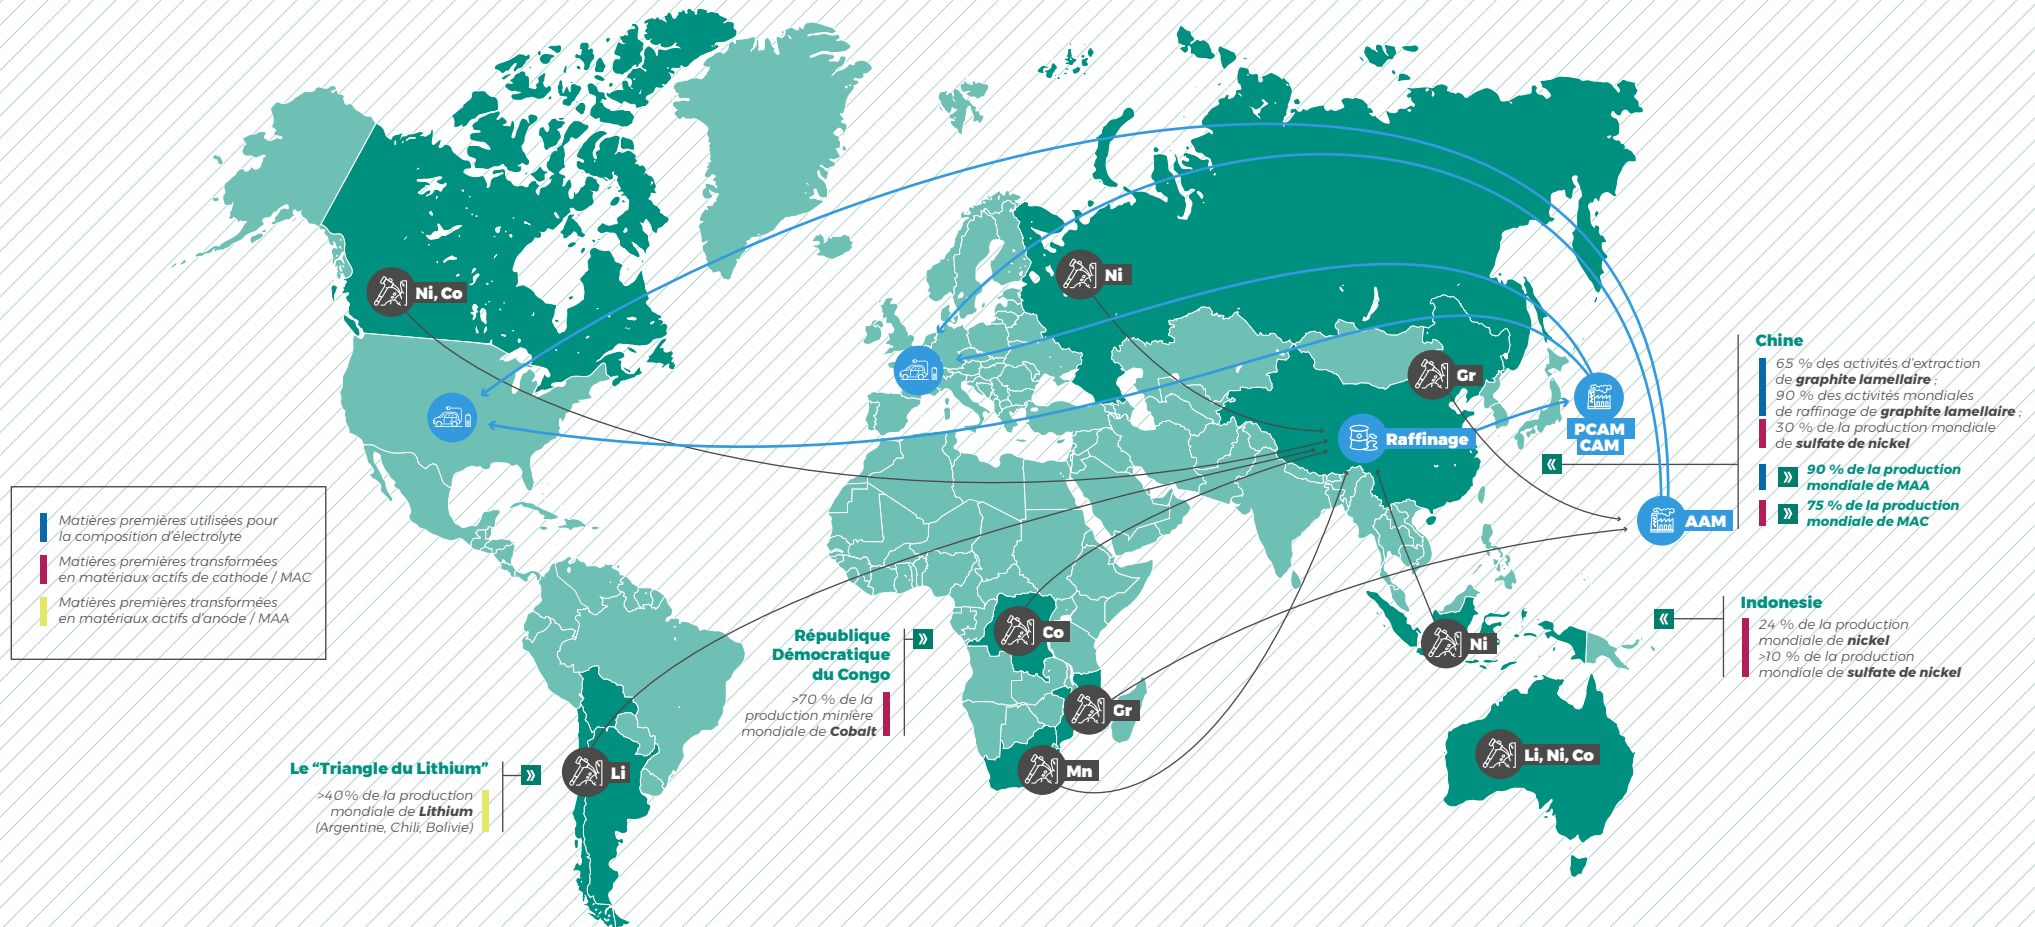 Ni, Co
Ni
Gr
Raffinage
PCAM
CAM
AAM
Chine
65 % des activités d'extraction
de graphite lamellaire ;
90 % des activités mondiales
de raffinage de graphite lamellaire ;
30 % de la production mondiale
de sulfate de nickel
90 % de la production
mondiale de MAA
75 % de la production
mondiale de MAC
Matières premières utilisées pour
la composition d'électrolyte
Matières premières transformées
en matériaux actifs de cathode / MAC
Matières premières transformées
en matériaux actifs d'anode / MAA
République
Démocratique
du Congo
>70 % de la
production minière
mondiale de Cobalt
Co
Gr
Mn
Ni
Indonesie
24 % de la production
mondiale de nickel
>10 % de la production
mondiale de sulfate de nickel
Li, Ni, Co
Le “Triangle du Lithium”
>40% de la production
mondiale de Lithium
(Argentine, Chili, Bolivie)
Li